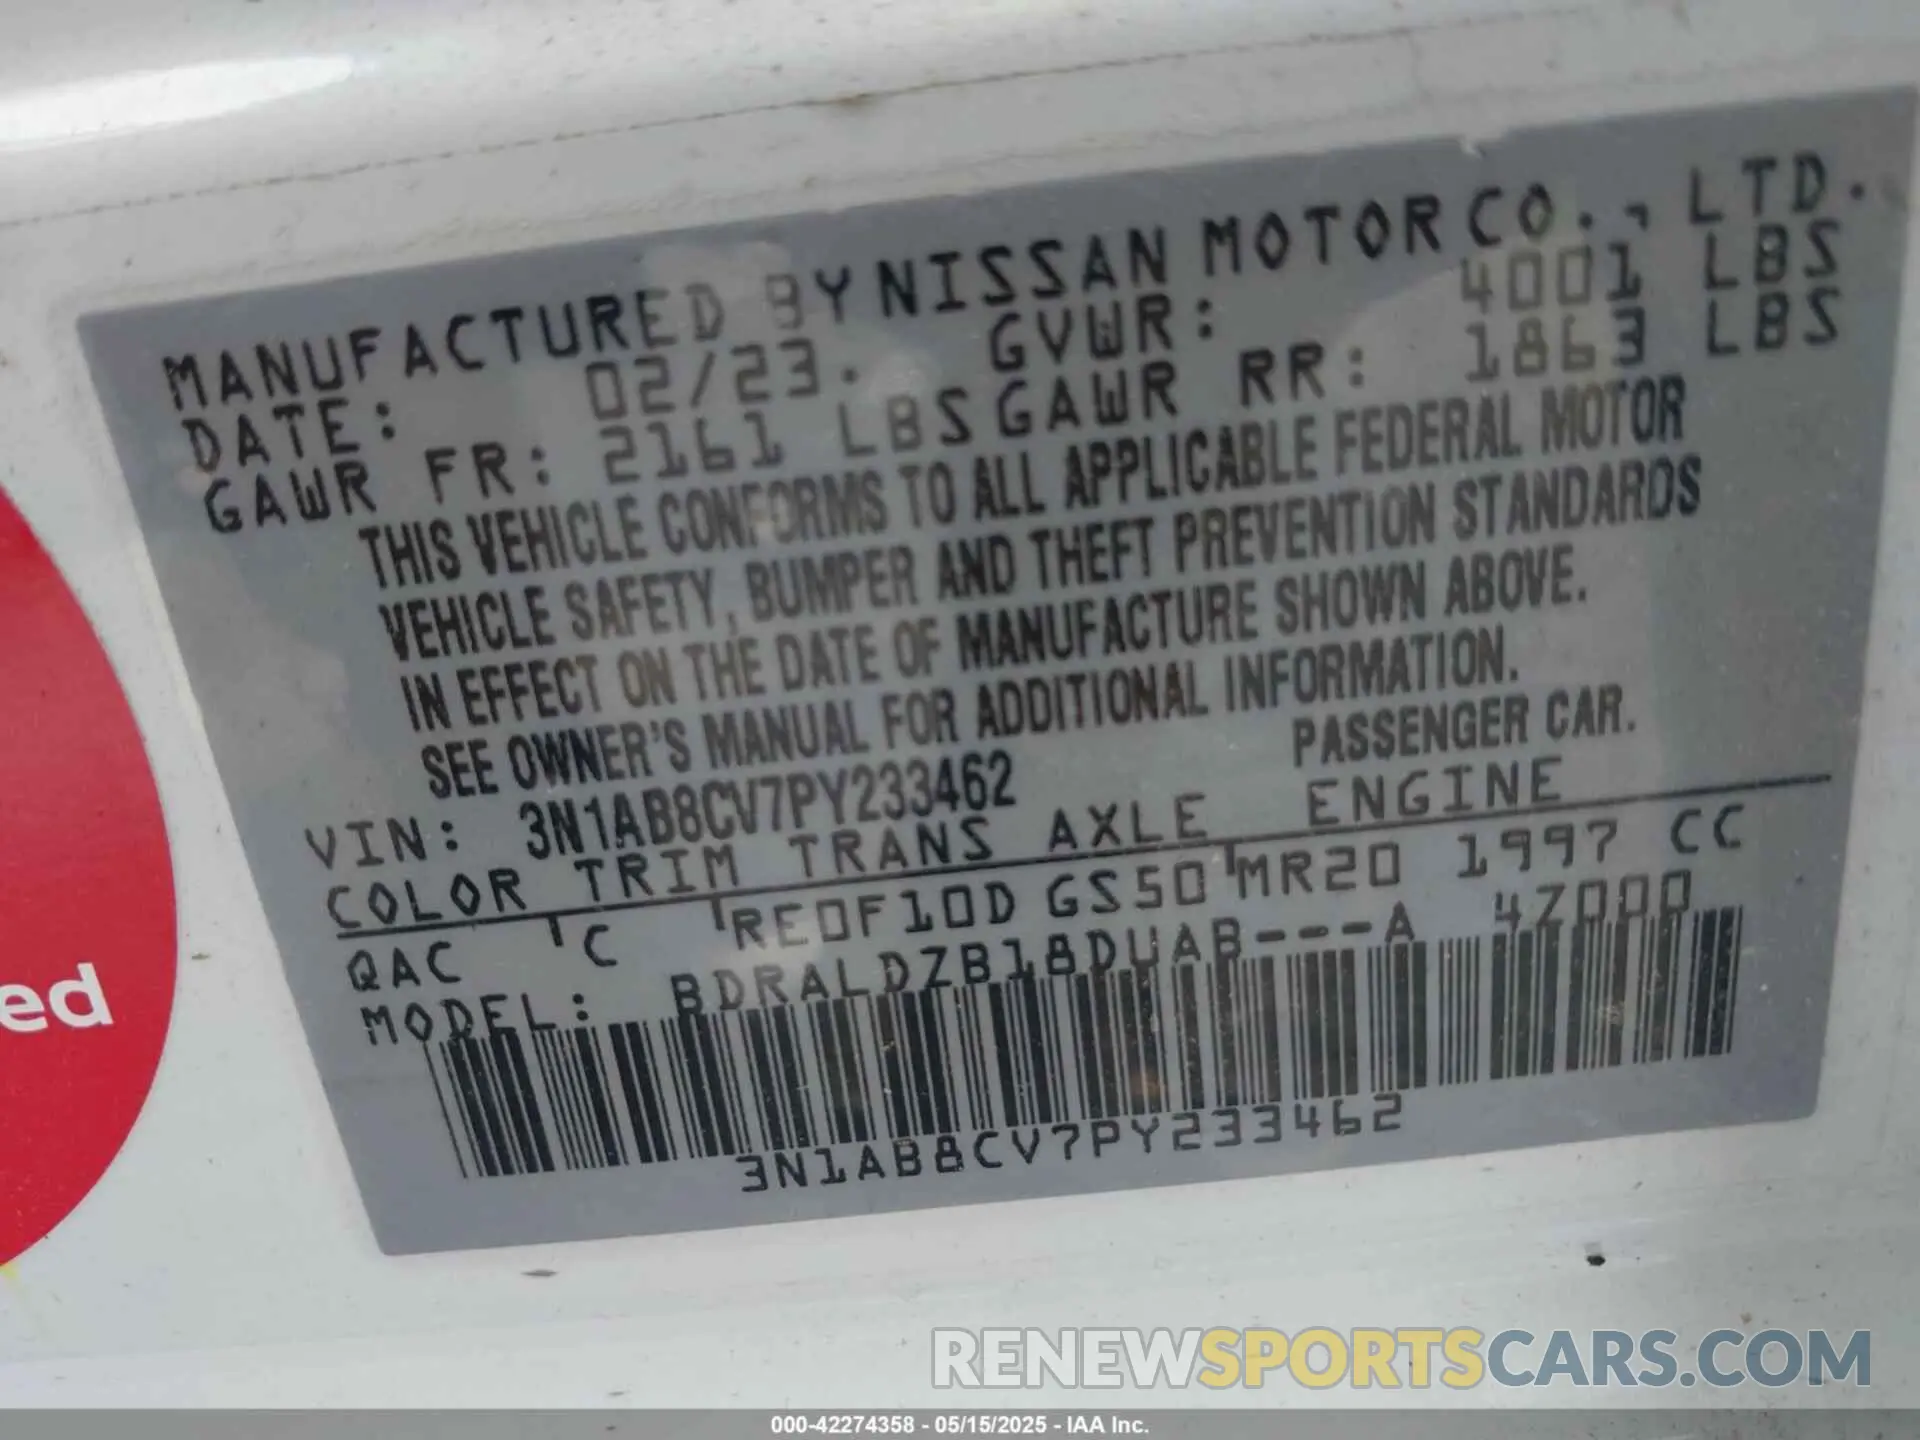 MANUFACTURED BY NISSAN MOTOR CO., LTD.
DATE: 02/23. GVWR: 4001 LBS
GAWR FR: 2161 LBS GAWR RR: 1863 LBS
THIS VEHICLE CONFORMS TO ALL APPLICABLE FEDERAL MOTOR
VEHICLE SAFETY, BUMPER AND THEFT PREVENTION STANDARDS
IN EFFECT ON THE DATE OF MANUFACTURE SHOWN ABOVE.
SEE OWNER'S MANUAL FOR ADDITIONAL INFORMATION.
VIN: 3N1AB8CV7PY233462 PASSENGER CAR.
COLOR TRIM TRANS AXLE ENGINE
QAC C RE0F10D GS50 MR20 1997 CC
MODEL: BDRALDZB18DUAB---A 4Z000
3N1AB8CV7PY233462
ed
RENEWSPORTSCARS.COM
000-42274358 - 05/15/2025 - IAA Inc.